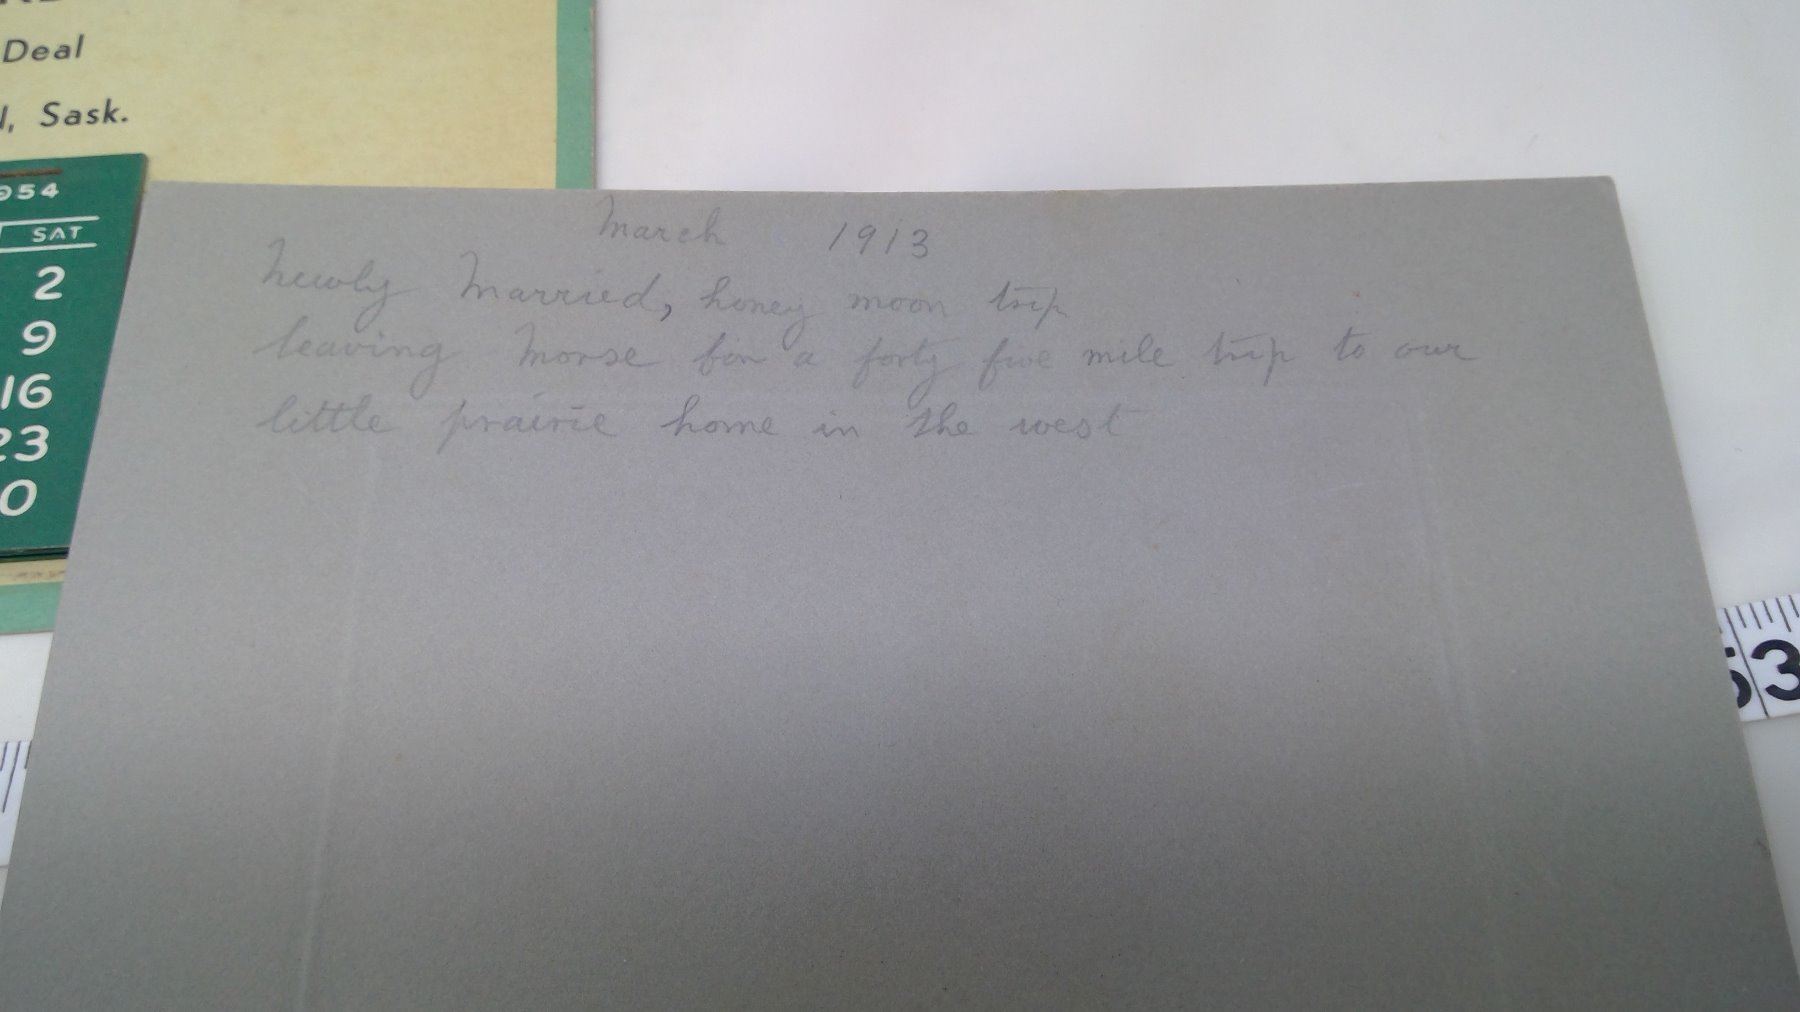 Deal
Sask.
954
SAT
2
9
16
23
0
March 1913
Newly Married, honey moon trip
leaving Morse for a forty five mile trip to our
little prairie home in the west
53